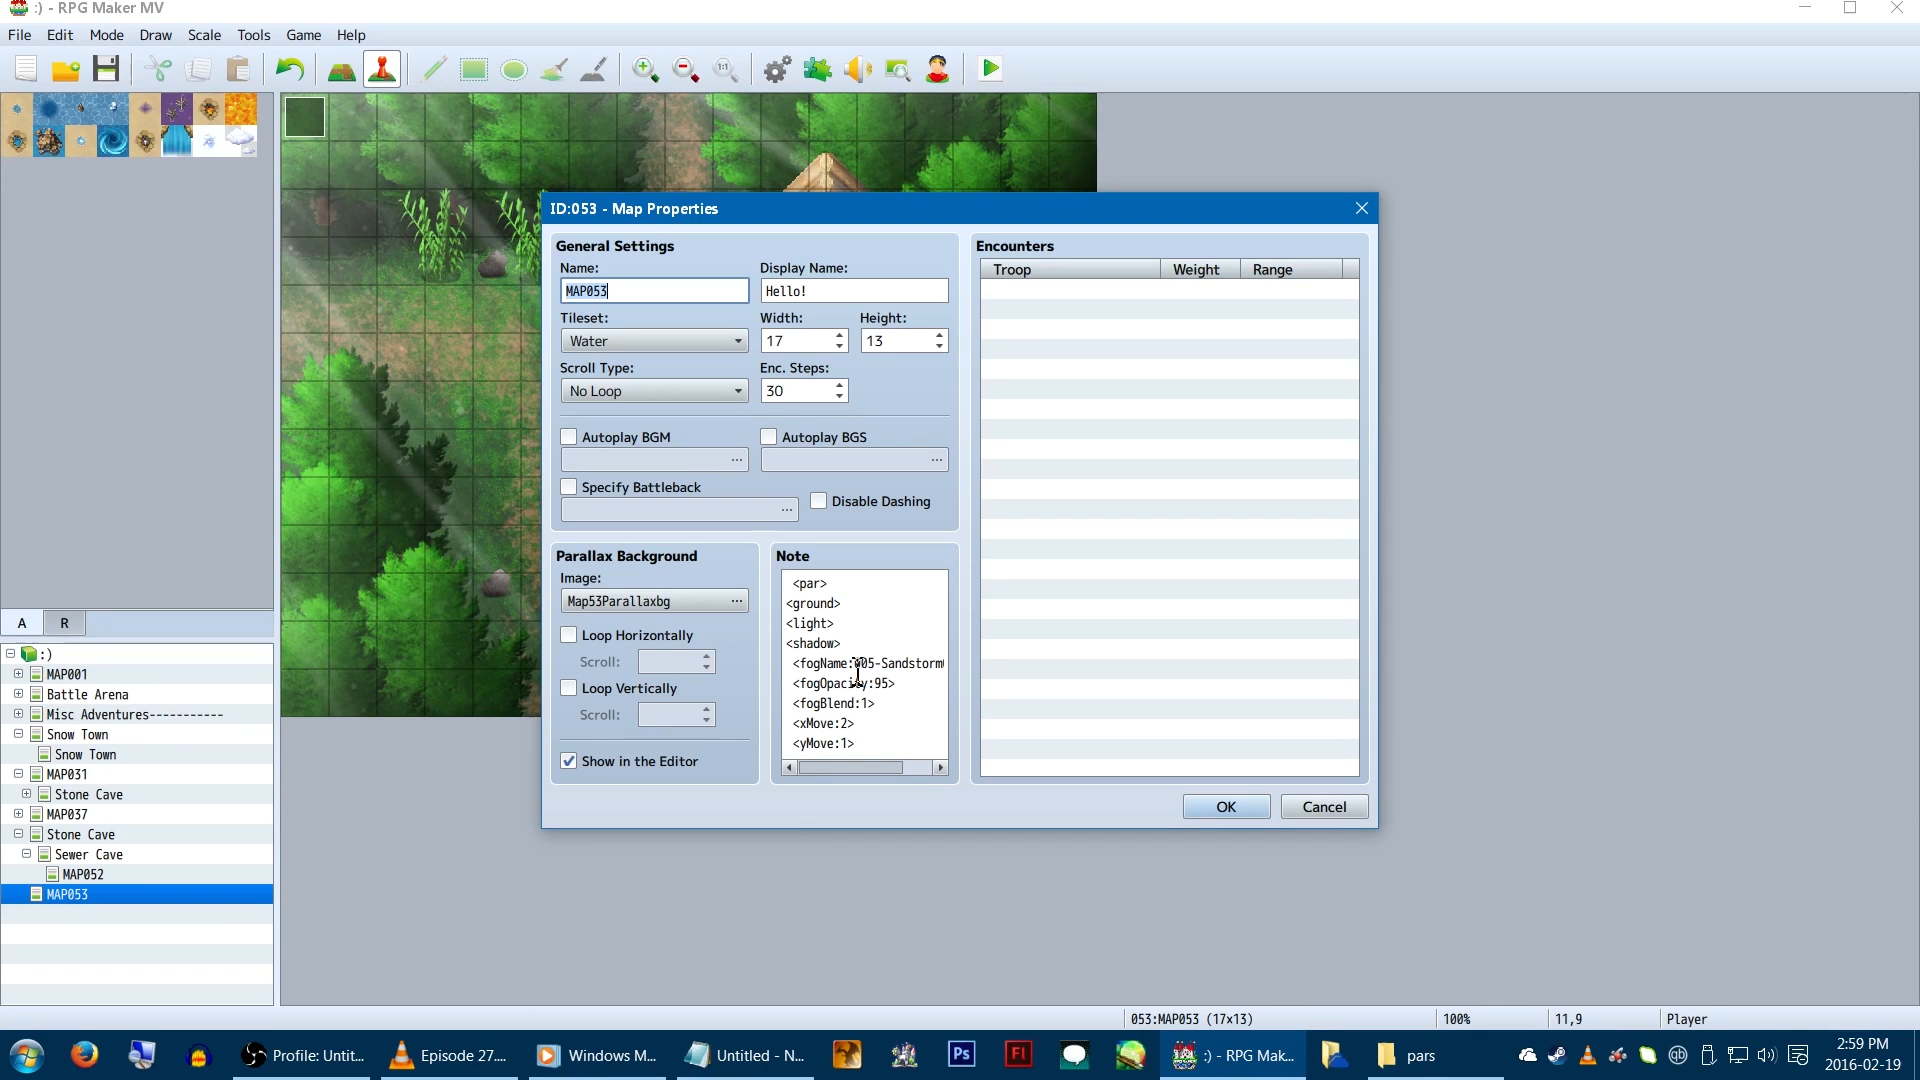 :) - RPG Maker MV
File Edit Mode Draw Scale Tools Game Help
1:1
ID:053 - Map Properties
General Settings
Name: Display Name:
MAP053 Hello!
Tileset: Width: Height:
Water 17 13
Scroll Type: Enc. Steps:
No Loop 30
Autoplay BGM Autoplay BGS
... ...
Specify Battleback
... Disable Dashing
Parallax Background
Image:
Map53Parallaxbg ...
Loop Horizontally
Scroll:
Loop Vertically
Scroll:
Show in the Editor
Note
<par>
<ground>
<light>
<shadow>
<fogName:005-Sandstorm
<fogOpacity:95>
<fogBlend:1>
<xMove:2>
<yMove:1>
Encounters
Troop Weight Range
OK Cancel
A R
:)
MAP001
Battle Arena
Misc Adventures-----------
Snow Town
Snow Town
MAP031
Stone Cave
MAP037
Stone Cave
Sewer Cave
MAP052
MAP053
053:MAP053 (17x13) 100% 11,9 Player
Profile: Untit... Episode 27.... Windows M... Untitled - N... Ps Fl :) - RPG Mak... pars qb
2:59 PM
2016-02-19